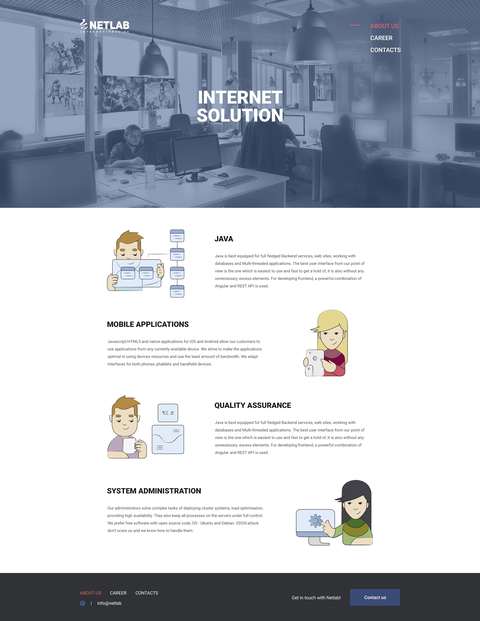 NETLAB
ABOUT US
CAREER
CONTACTS
INTERNET
SOLUTION
JAVA
Java is best equipped for full fledged Backend services, web sites, working with
databases and Multi-threaded applications. The best user interface from our point of
view is the one which is easiest to use and fast to get a hold of, it is also without any
unnecessary, excess elements. For developing frontend, a powerful combination of
Angular and REST API is used.
MOBILE APPLICATIONS
Javascript/HTML5 and native applications for iOS and Android allow our customers to
use applications from any currently available device. We strive to make the applications
optimal in using devices resources and use the least amount of bandwidth. We adapt
interfaces for both phones, phablets and handheld devices.
QUALITY ASSURANCE
Java is best equipped for full fledged Backend services, web sites, working with
databases and Multi-threaded applications. The best user interface from our point of
view is the one which is easiest to use and fast to get a hold of, it is also without any
unnecessary, excess elements. For developing frontend, a powerful combination of
Angular and REST API is used.
SYSTEM ADMINISTRATION
Our administrators solve complex tasks of deploying cluster systems, load optimisation,
providing high availability. They also keep all processes on the servers under full control.
We prefer free software with open source code, OS - Ubuntu and Debian. DDOS-attack
don't scare us and we know how to handle them.
ABOUT US
CAREER
CONTACTS
info@netlab
Get in touch with Netlab!
Contact us